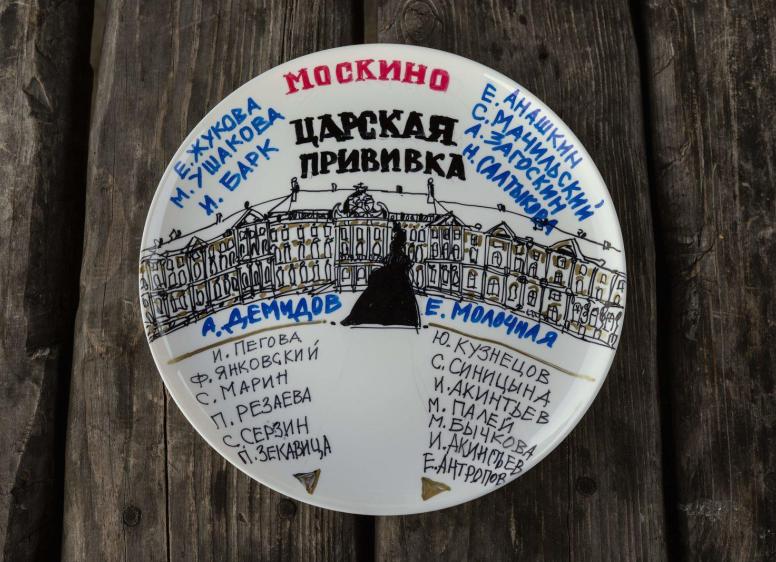 МОСКИНО
ЦАРСКАЯ
ПРИВИВКА
Е. ЖУКОВА
М. УШАКОВА
И. БАРК
Е. АНАШКИН
С. МАЧИЛЬСКИЙ
А. ЗАГОСКИН
Н. САЛТЫКОВА
А. ДЕМИДОВ
Е. МОЛОЧНАЯ
И. ПЕГОВА
Ф. ЯНКОВСКИЙ
С. МАРИН
П. РЕЗАЕВА
С. СЕРЗИН
П. ЗЕКАВИЦА
Ю. КУЗНЕЦОВ
С. СИНИЦЫНА
И. АКИНТЬЕВ
М. ПАЛЕЙ
М. БЫЧКОВА
И. АКИНСЬЕВ
Е. АНТРОПОВ